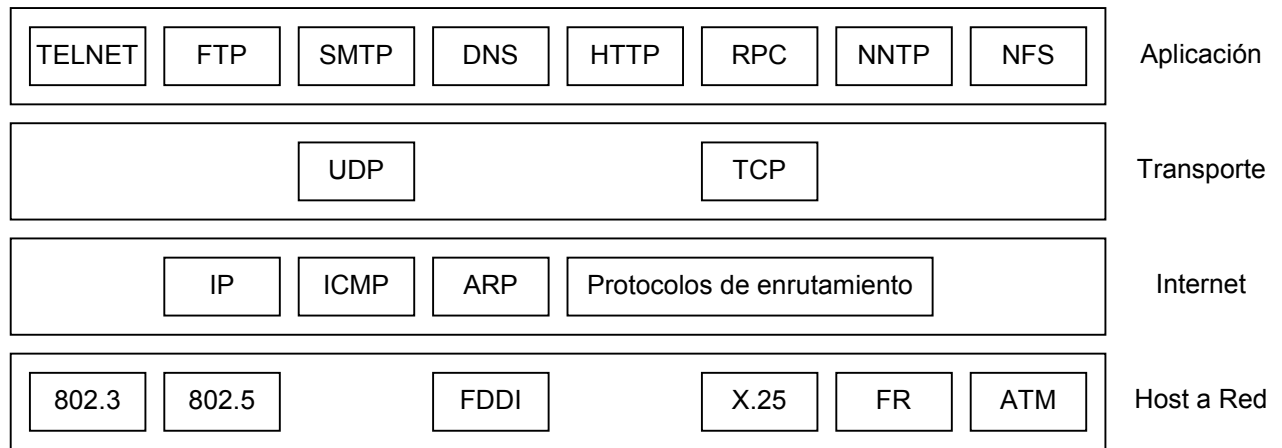 TELNET FTP SMTP DNS HTTP RPC NNTP NFS Aplicación
UDP TCP Transporte
IP ICMP ARP Protocolos de enrutamiento Internet
802.3 802.5 FDDI X.25 FR ATM Host a Red